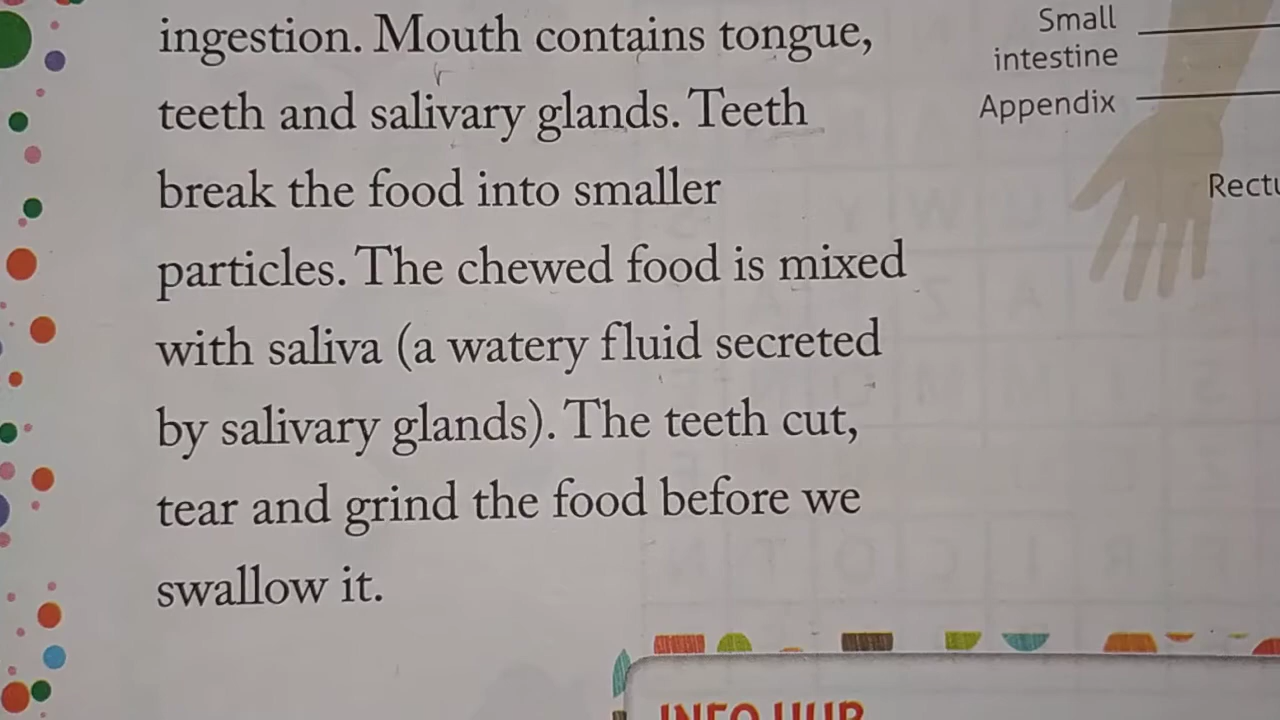 ingestion. Mouth contains tongue,
teeth and salivary glands. Teeth
break the food into smaller
particles. The chewed food is mixed
with saliva (a watery fluid secreted
by salivary glands). The teeth cut,
tear and grind the food before we
swallow it.
Small
intestine
Appendix
INFO HUB